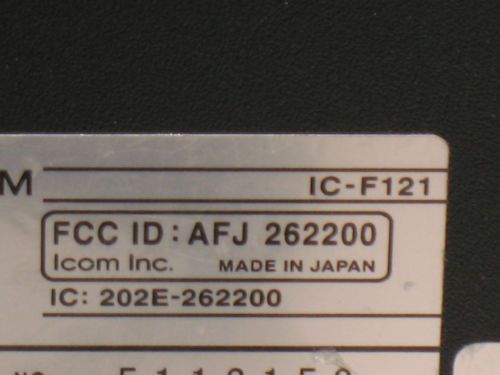 IC-F121
FCC ID: AFJ 262200
Icom Inc. MADE IN JAPAN
IC: 202E-262200